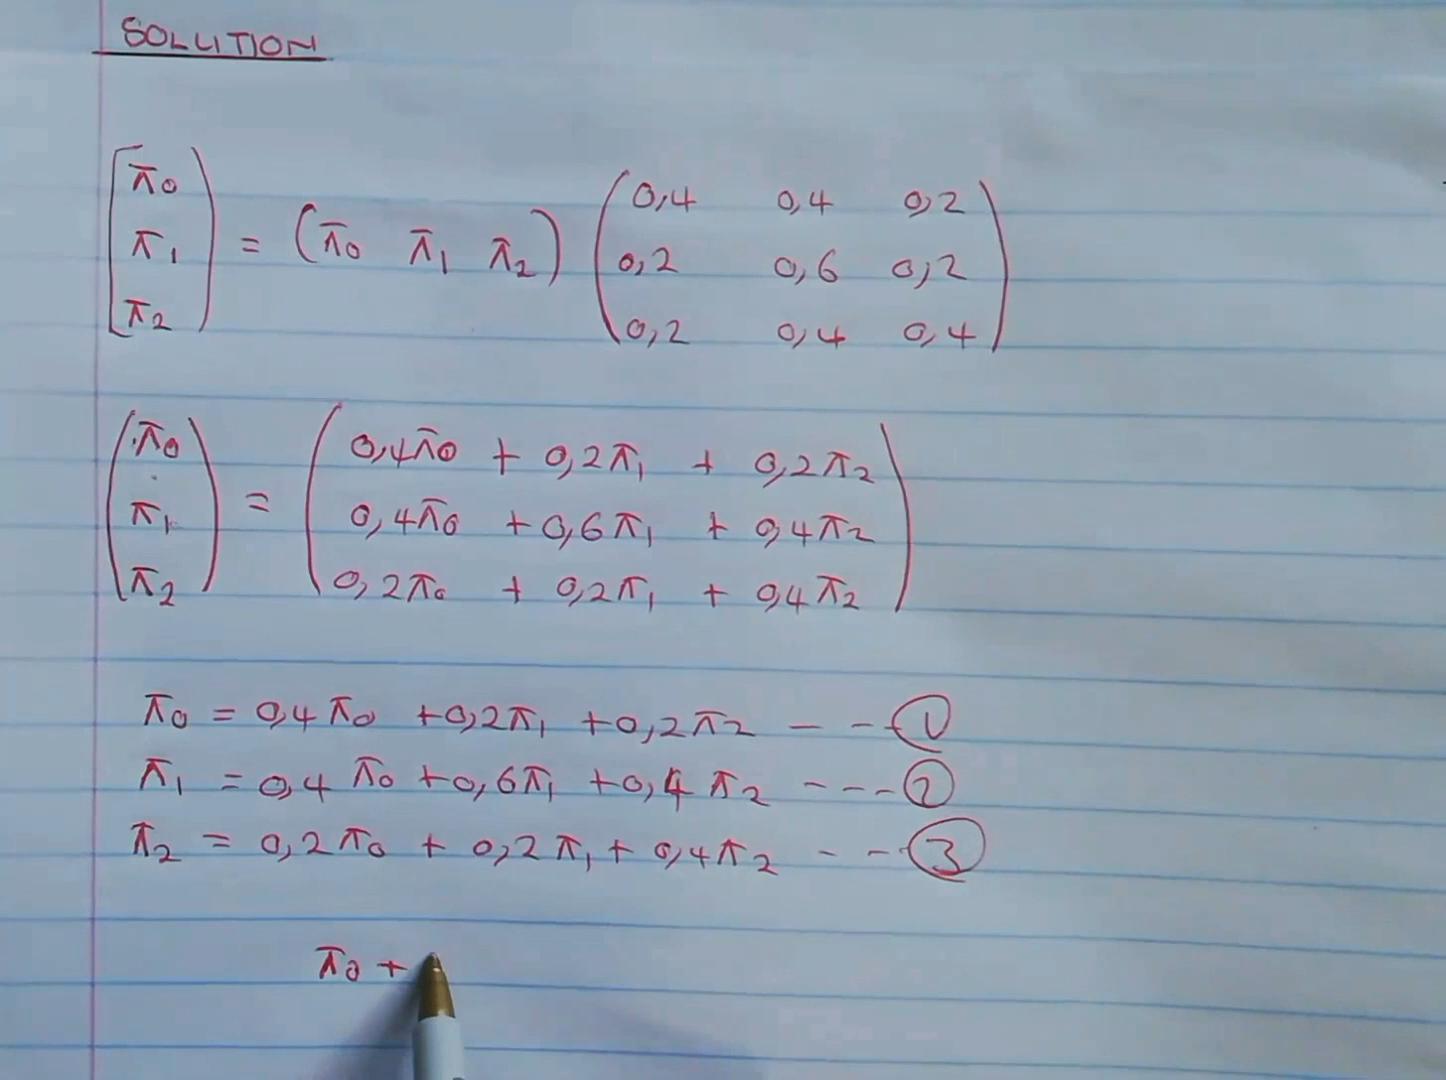 SOLUTION
π0 0,4 0,4 0,2
π1 = (π0 π1 π2) 0,2 0,6 0,2
π2 0,2 0,4 0,4
π0 0,4π0 + 0,2π1 + 0,2π2
π1 = 0,4π0 + 0,6π1 + 0,4π2
π2 0,2π0 + 0,2π1 + 0,4π2
π0 = 0,4π0 + 0,2π1 + 0,2π2 - - - ①
π1 = 0,4π0 + 0,6π1 + 0,4π2 - - - - ②
π2 = 0,2π0 + 0,2π1 + 0,4π2 - - - ③
π0 +